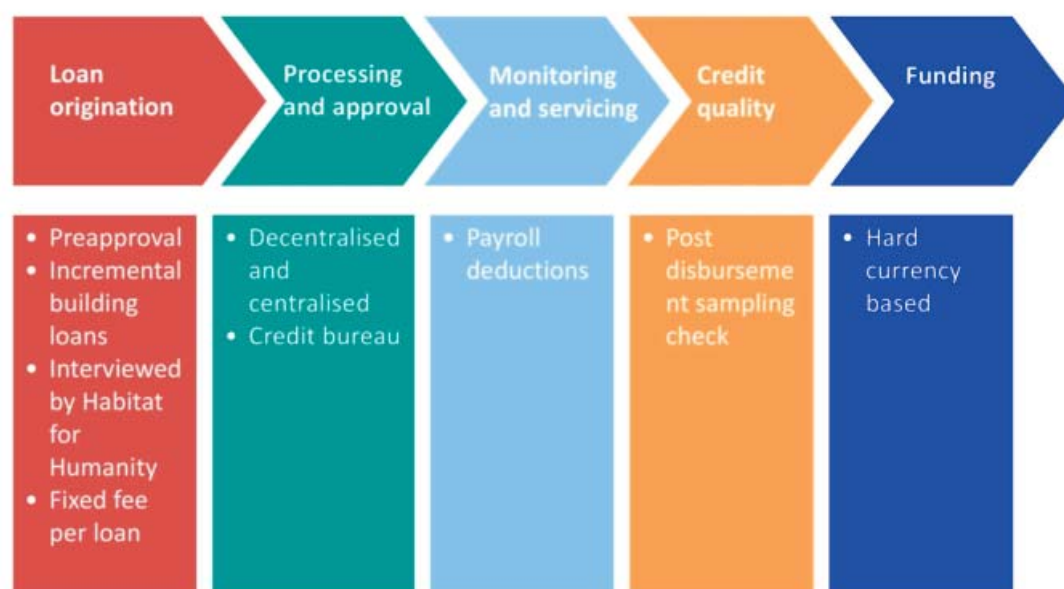 Loan
origination
Processing
and approval
Monitoring
and servicing
Credit
quality
Funding
• Preapproval
• Incremental
building
loans
• Interviewed
by Habitat
for
Humanity
• Fixed fee
per loan
• Decentralised
and
centralised
• Credit bureau
• Payroll
deductions
• Post
disburseme
nt sampling
check
• Hard
currency
based